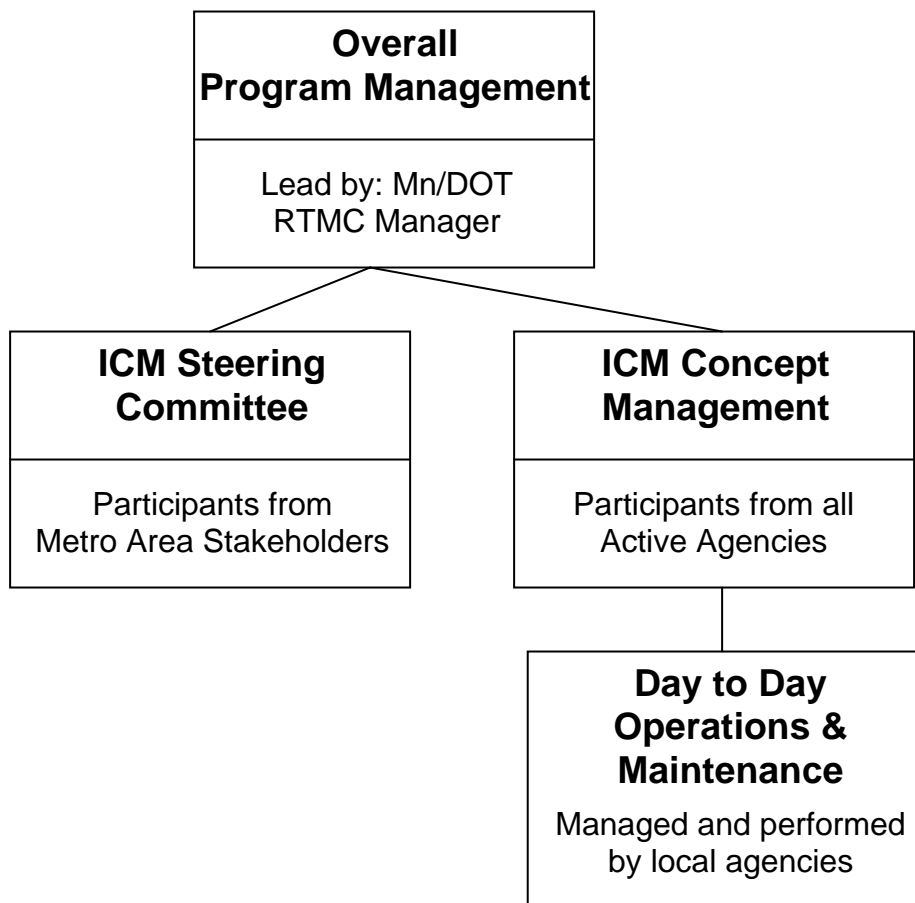 Overall
Program Management
Lead by: Mn/DOT
RTMC Manager
ICM Steering
Committee
Participants from
Metro Area Stakeholders
ICM Concept
Management
Participants from all
Active Agencies
Day to Day
Operations &
Maintenance
Managed and performed
by local agencies